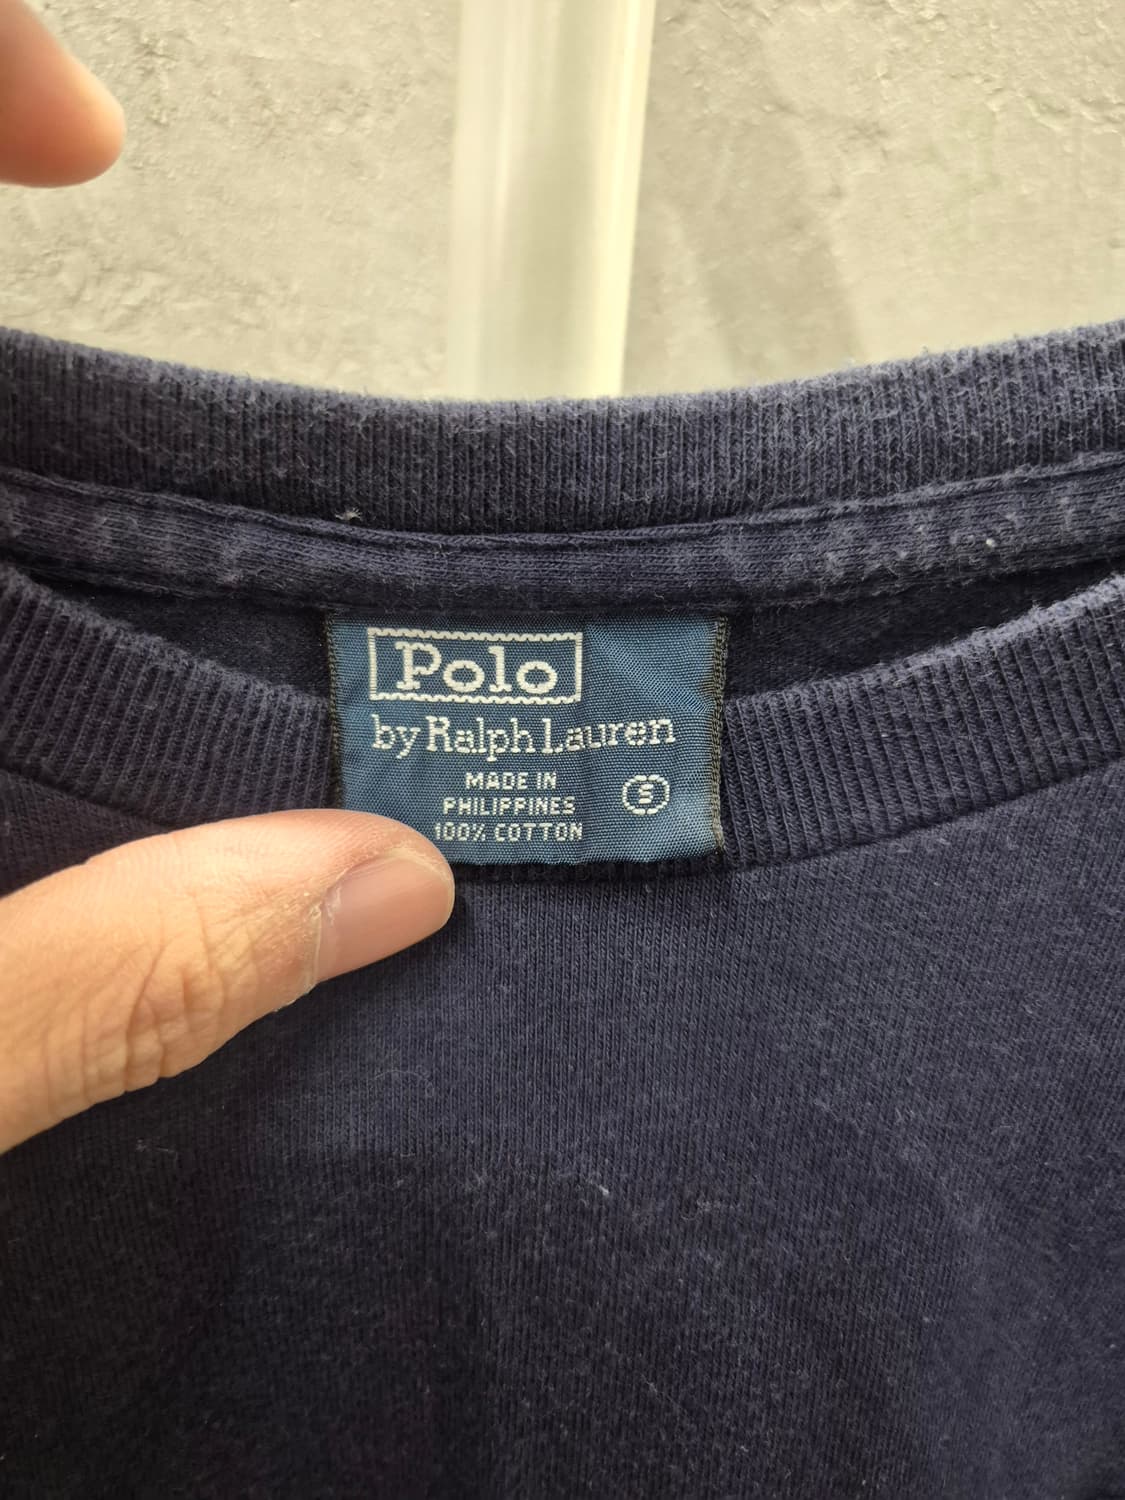 Polo
by Ralph Lauren
MADE IN
PHILIPPINES
100% COTTON
S